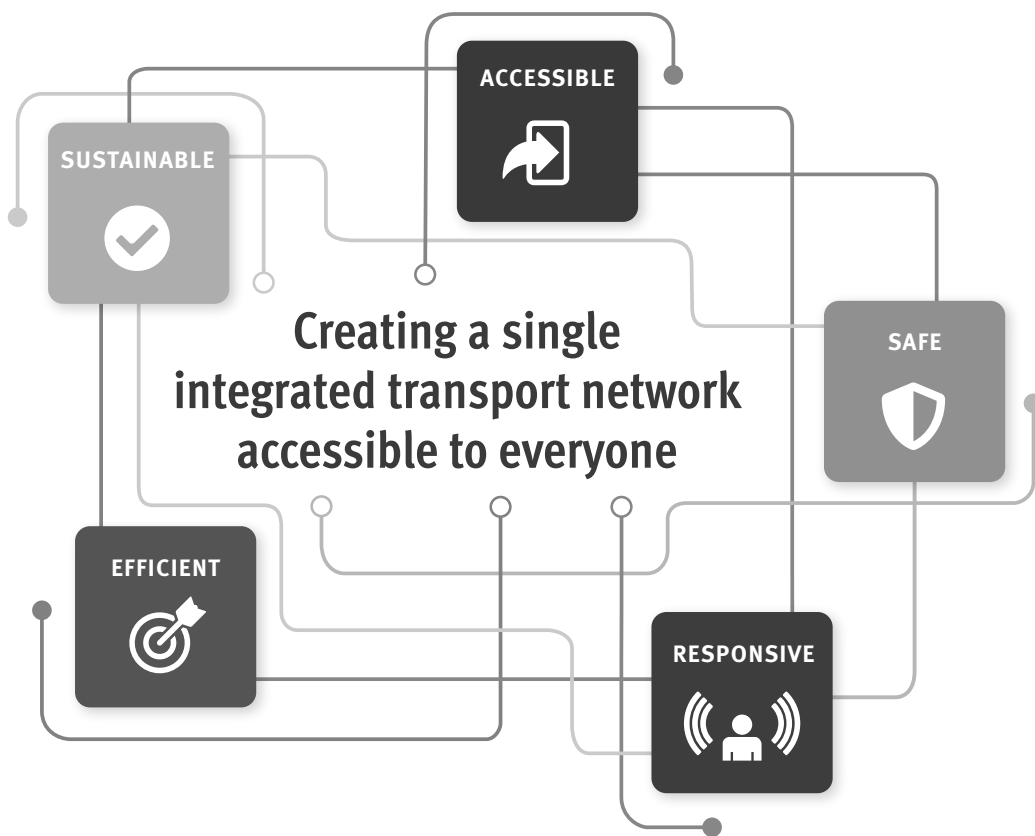 ACCESSIBLE
SUSTAINABLE
Creating a single
integrated transport network
accessible to everyone
SAFE
EFFICIENT
RESPONSIVE